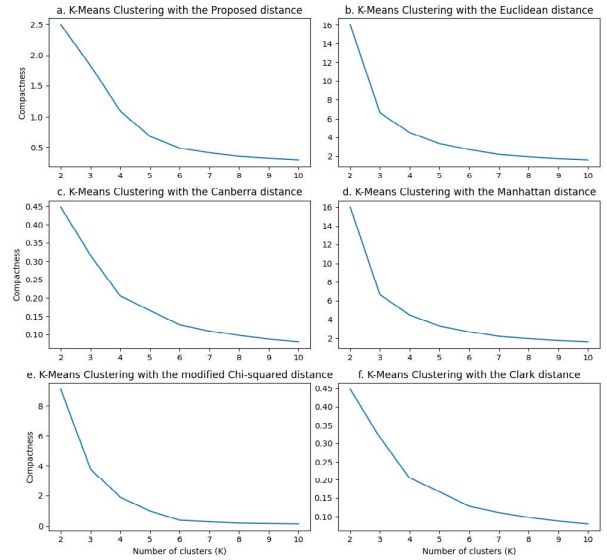 a. K-Means Clustering with the Proposed distance
2.5
2.0
1.5
1.0
0.5
Compactness
2 3 4 5 6 7 8 9 10
b. K-Means Clustering with the Euclidean distance
16
14
12
10
8
6
4
2
2 3 4 5 6 7 8 9 10
c. K-Means Clustering with the Canberra distance
0.45
0.40
0.35
0.30
0.25
0.20
0.15
0.10
Compactness
2 3 4 5 6 7 8 9 10
d. K-Means Clustering with the Manhattan distance
16
14
12
10
8
6
4
2
2 3 4 5 6 7 8 9 10
e. K-Means Clustering with the modified Chi-squared distance
8
6
4
2
0
Compactness
2 3 4 5 6 7 8 9 10
Number of clusters (K)
f. K-Means Clustering with the Clark distance
0.45
0.40
0.35
0.30
0.25
0.20
0.15
0.10
2 3 4 5 6 7 8 9 10
Number of clusters (K)